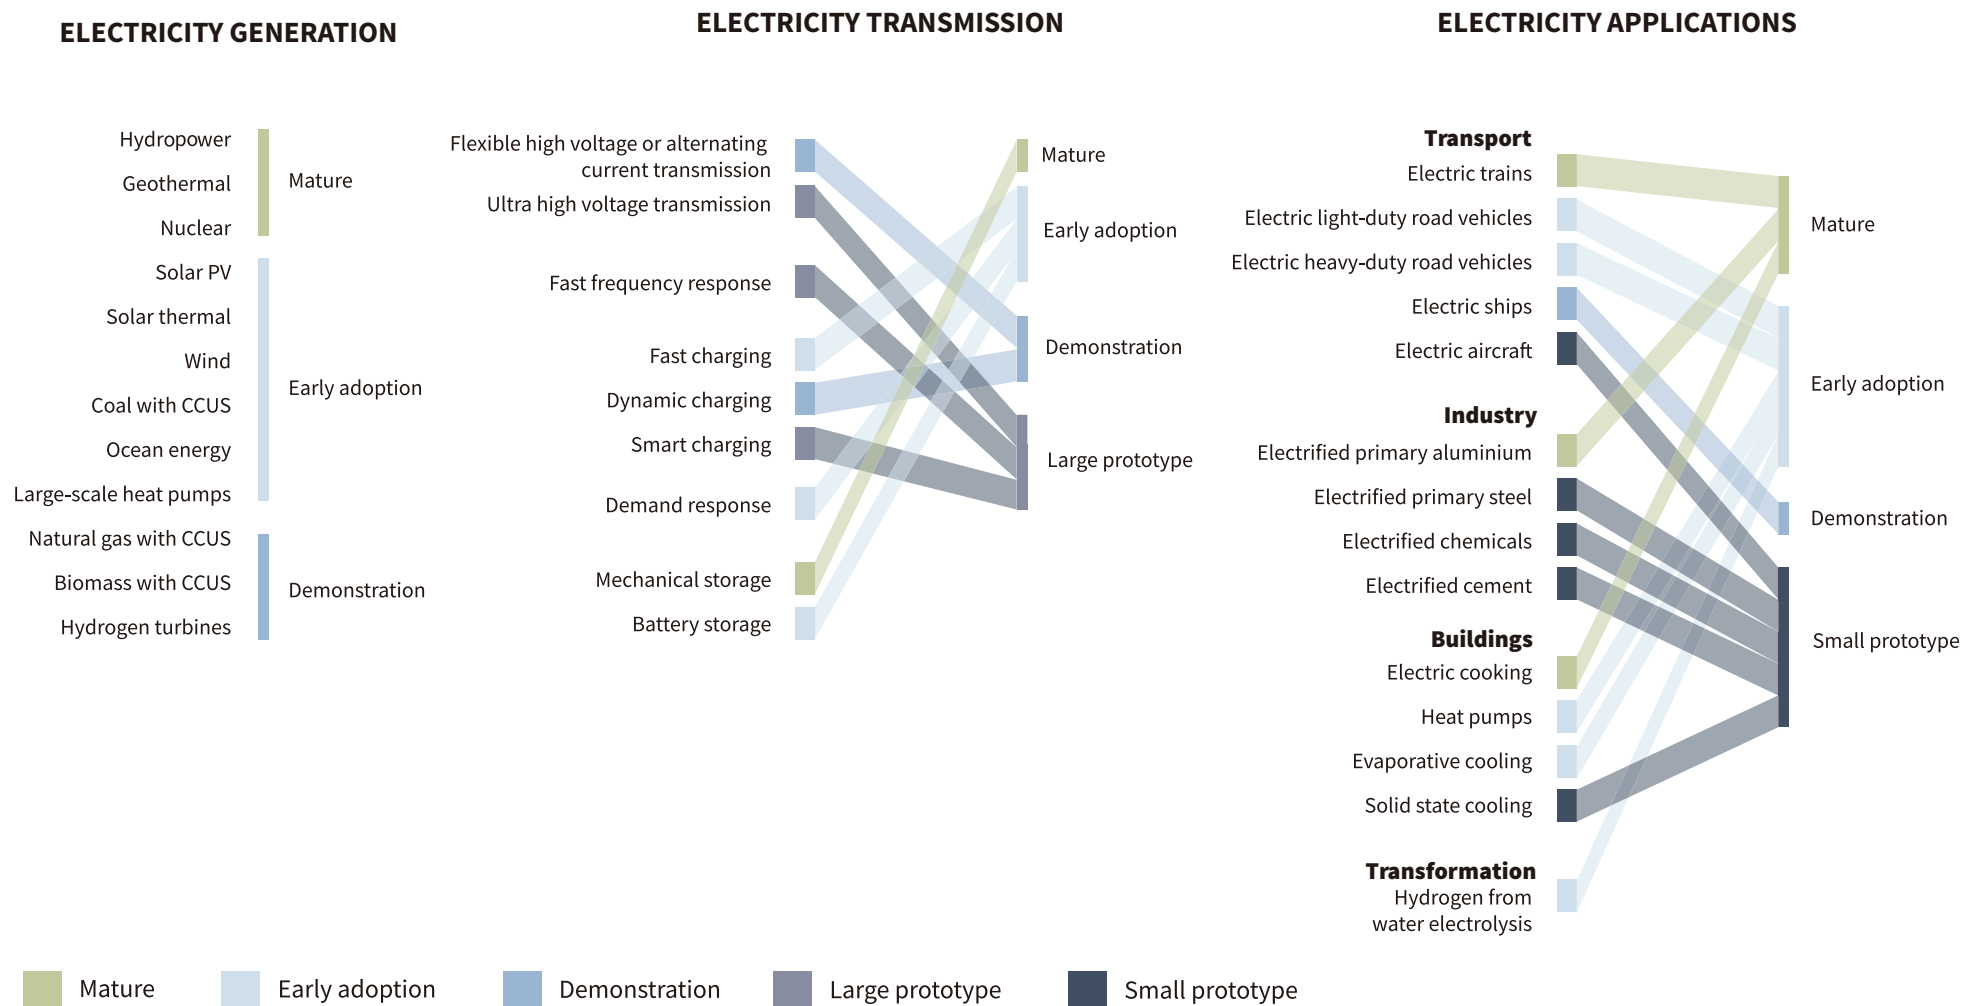 ELECTRICITY GENERATION
Hydropower
Geothermal
Nuclear
Mature
Solar PV
Solar thermal
Wind
Coal with CCUS
Ocean energy
Large-scale heat pumps
Early adoption
Natural gas with CCUS
Biomass with CCUS
Hydrogen turbines
Demonstration
ELECTRICITY TRANSMISSION
Flexible high voltage or alternating
current transmission
Ultra high voltage transmission
Fast frequency response
Fast charging
Dynamic charging
Smart charging
Demand response
Mechanical storage
Battery storage
Mature
Early adoption
Demonstration
Large prototype
ELECTRICITY APPLICATIONS
Transport
Electric trains
Electric light-duty road vehicles
Electric heavy-duty road vehicles
Electric ships
Electric aircraft
Industry
Electrified primary aluminium
Electrified primary steel
Electrified chemicals
Electrified cement
Buildings
Electric cooking
Heat pumps
Evaporative cooling
Solid state cooling
Transformation
Hydrogen from
water electrolysis
Mature
Early adoption
Demonstration
Small prototype
Mature
Early adoption
Demonstration
Large prototype
Small prototype